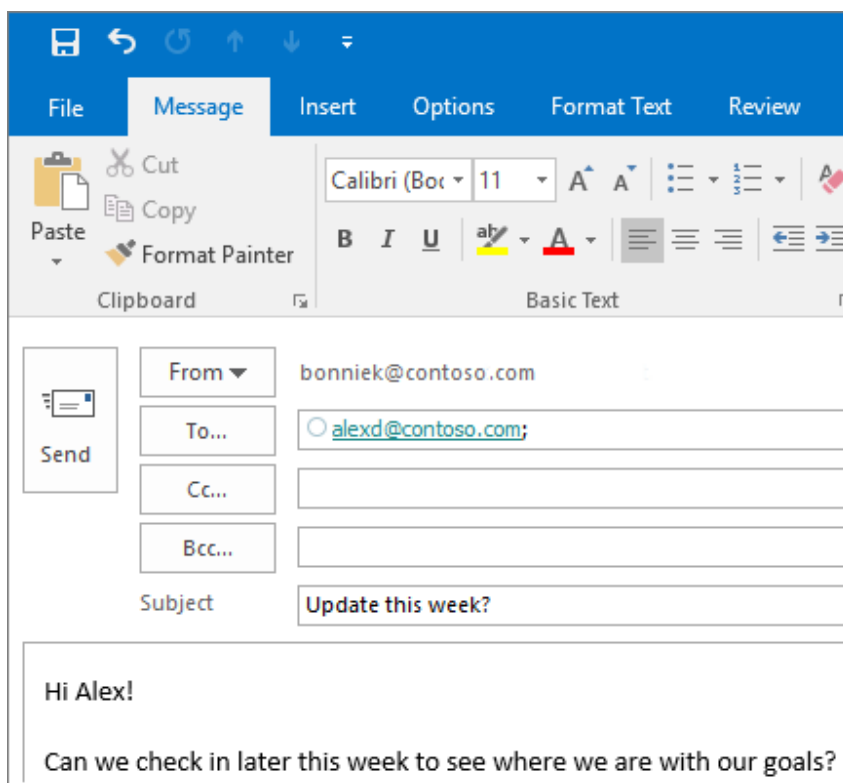 File Message Insert Options Format Text Review
Cut
Calibri (Boc 11 A A
Copy
Paste
B I U ab A
Format Painter
Clipboard Basic Text
From bonniek@contoso.com
To... alexd@contoso.com;
Send
Cc...
Bcc...
Subject Update this week?
Hi Alex!
Can we check in later this week to see where we are with our goals?